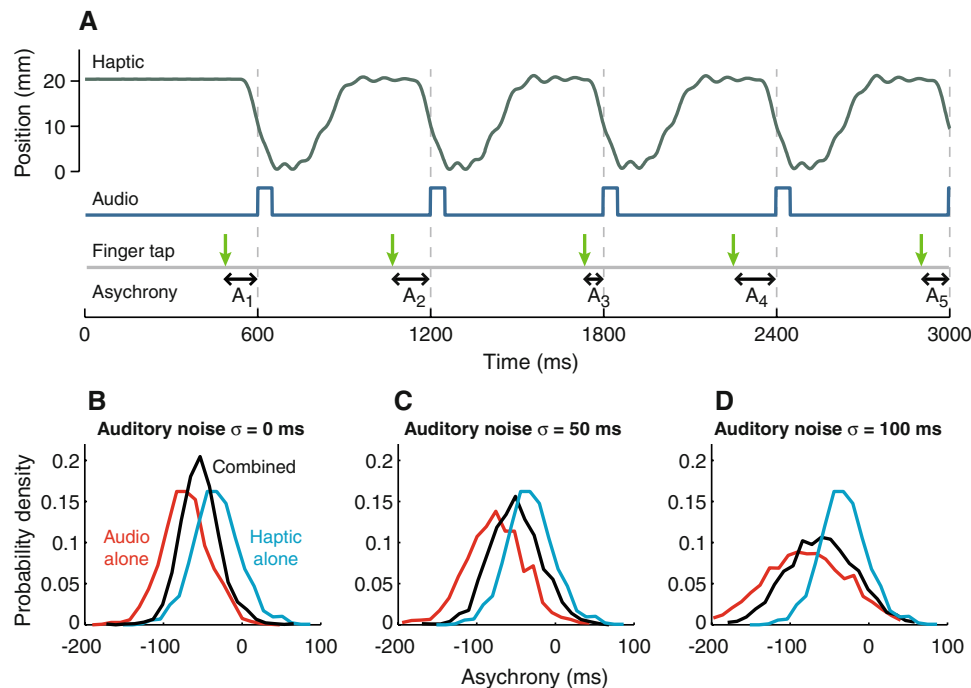 A
Haptic
Position (mm)
20
10
0
Audio
Finger tap
Asychrony
A1 A2 A3 A4 A5
0 600 1200 1800 2400 3000
Time (ms)
B
Auditory noise σ = 0 ms
C
Auditory noise σ = 50 ms
D
Auditory noise σ = 100 ms
Probability density
0.2
0.15
0.1
0.05
0
Combined
Audio
alone
Haptic
alone
-200 -100 0 100
0.2
0.15
0.1
0.05
0
-200 -100 0 100
0.2
0.15
0.1
0.05
0
-200 -100 0 100
Asychrony (ms)